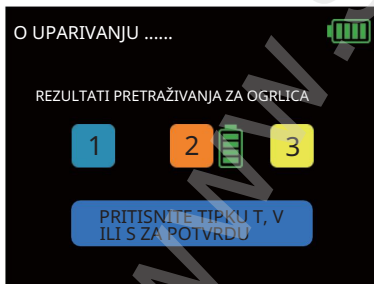 O UPARIVANJU ......
REZULTATI PRETRAŽIVANJA ZA OGRLICA
1 2 3
PRITISNITE TIPKU T, V
ILI S ZA POTVRDU